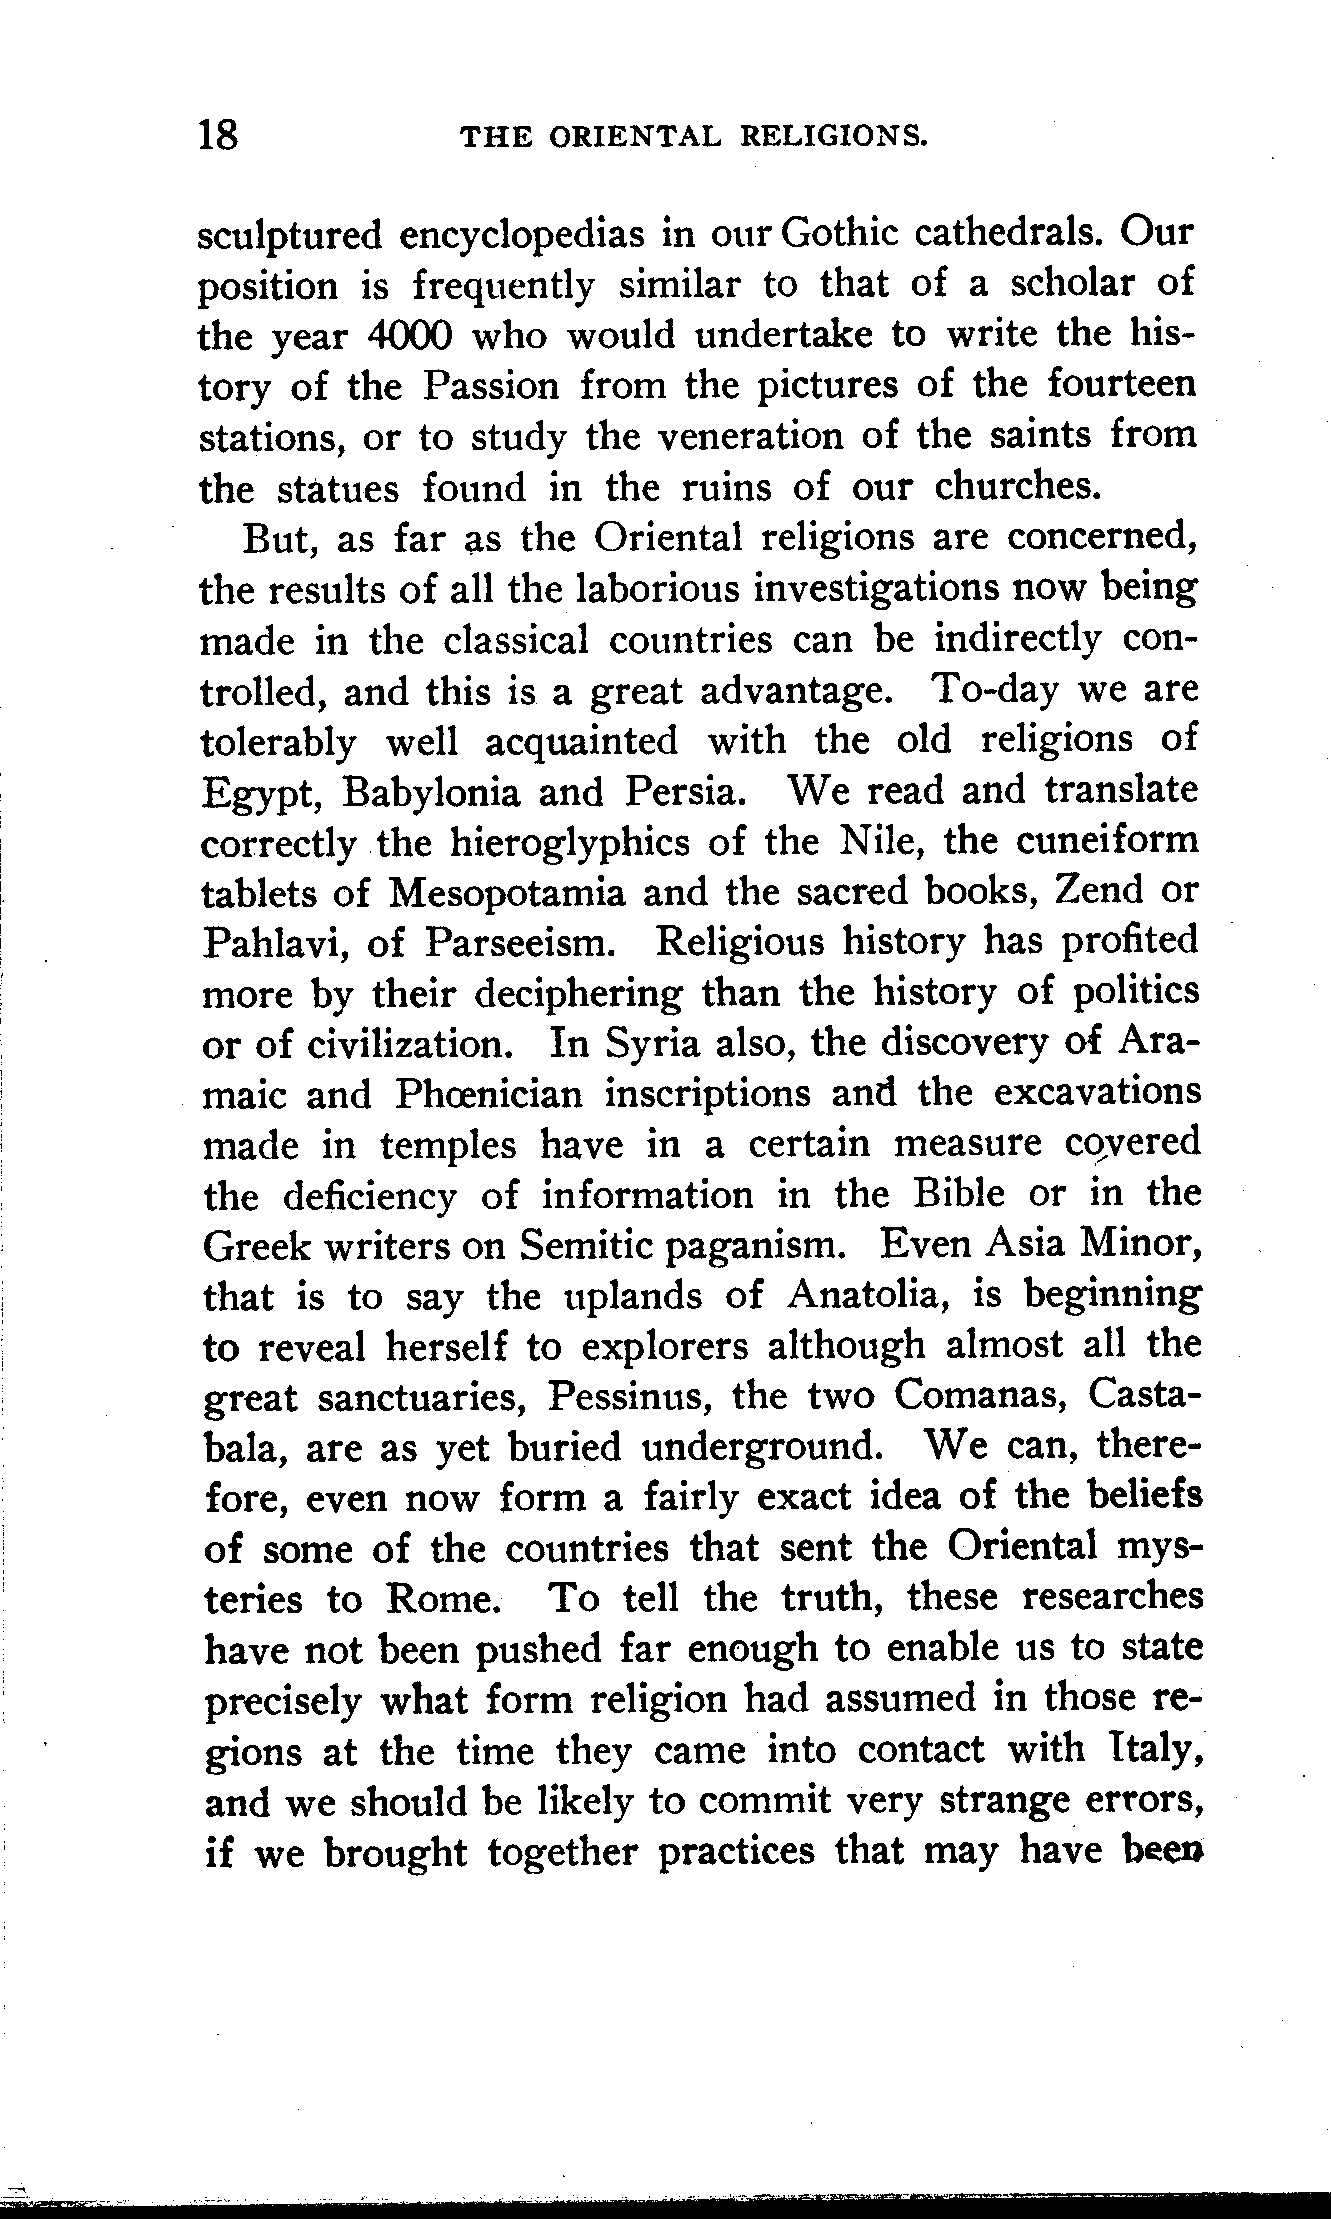 18 THE ORIENTAL RELIGIONS.
sculptured encyclopedias in our Gothic cathedrals. Our
position is frequently similar to that of a scholar of
the year 4000 who would undertake to write the his-
tory of the Passion from the pictures of the fourteen
stations, or to study the veneration of the saints from
the statues found in the ruins of our churches.
But, as far as the Oriental religions are concerned,
the results of all the laborious investigations now being
made in the classical countries can be indirectly con-
trolled, and this is a great advantage. To-day we are
tolerably well acquainted with the old religions of
Egypt, Babylonia and Persia. We read and translate
correctly the hieroglyphics of the Nile, the cuneiform
tablets of Mesopotamia and the sacred books, Zend or
Pahlavi, of Parseeism. Religious history has profited
more by their deciphering than the history of politics
or of civilization. In Syria also, the discovery of Ara-
maic and Phœnician inscriptions and the excavations
made in temples have in a certain measure covered
the deficiency of information in the Bible or in the
Greek writers on Semitic paganism. Even Asia Minor,
that is to say the uplands of Anatolia, is beginning
to reveal herself to explorers although almost all the
great sanctuaries, Pessinus, the two Comanas, Casta-
bala, are as yet buried underground. We can, there-
fore, even now form a fairly exact idea of the beliefs
of some of the countries that sent the Oriental mys-
teries to Rome. To tell the truth, these researches
have not been pushed far enough to enable us to state
precisely what form religion had assumed in those re-
gions at the time they came into contact with Italy,
and we should be likely to commit very strange errors,
if we brought together practices that may have been